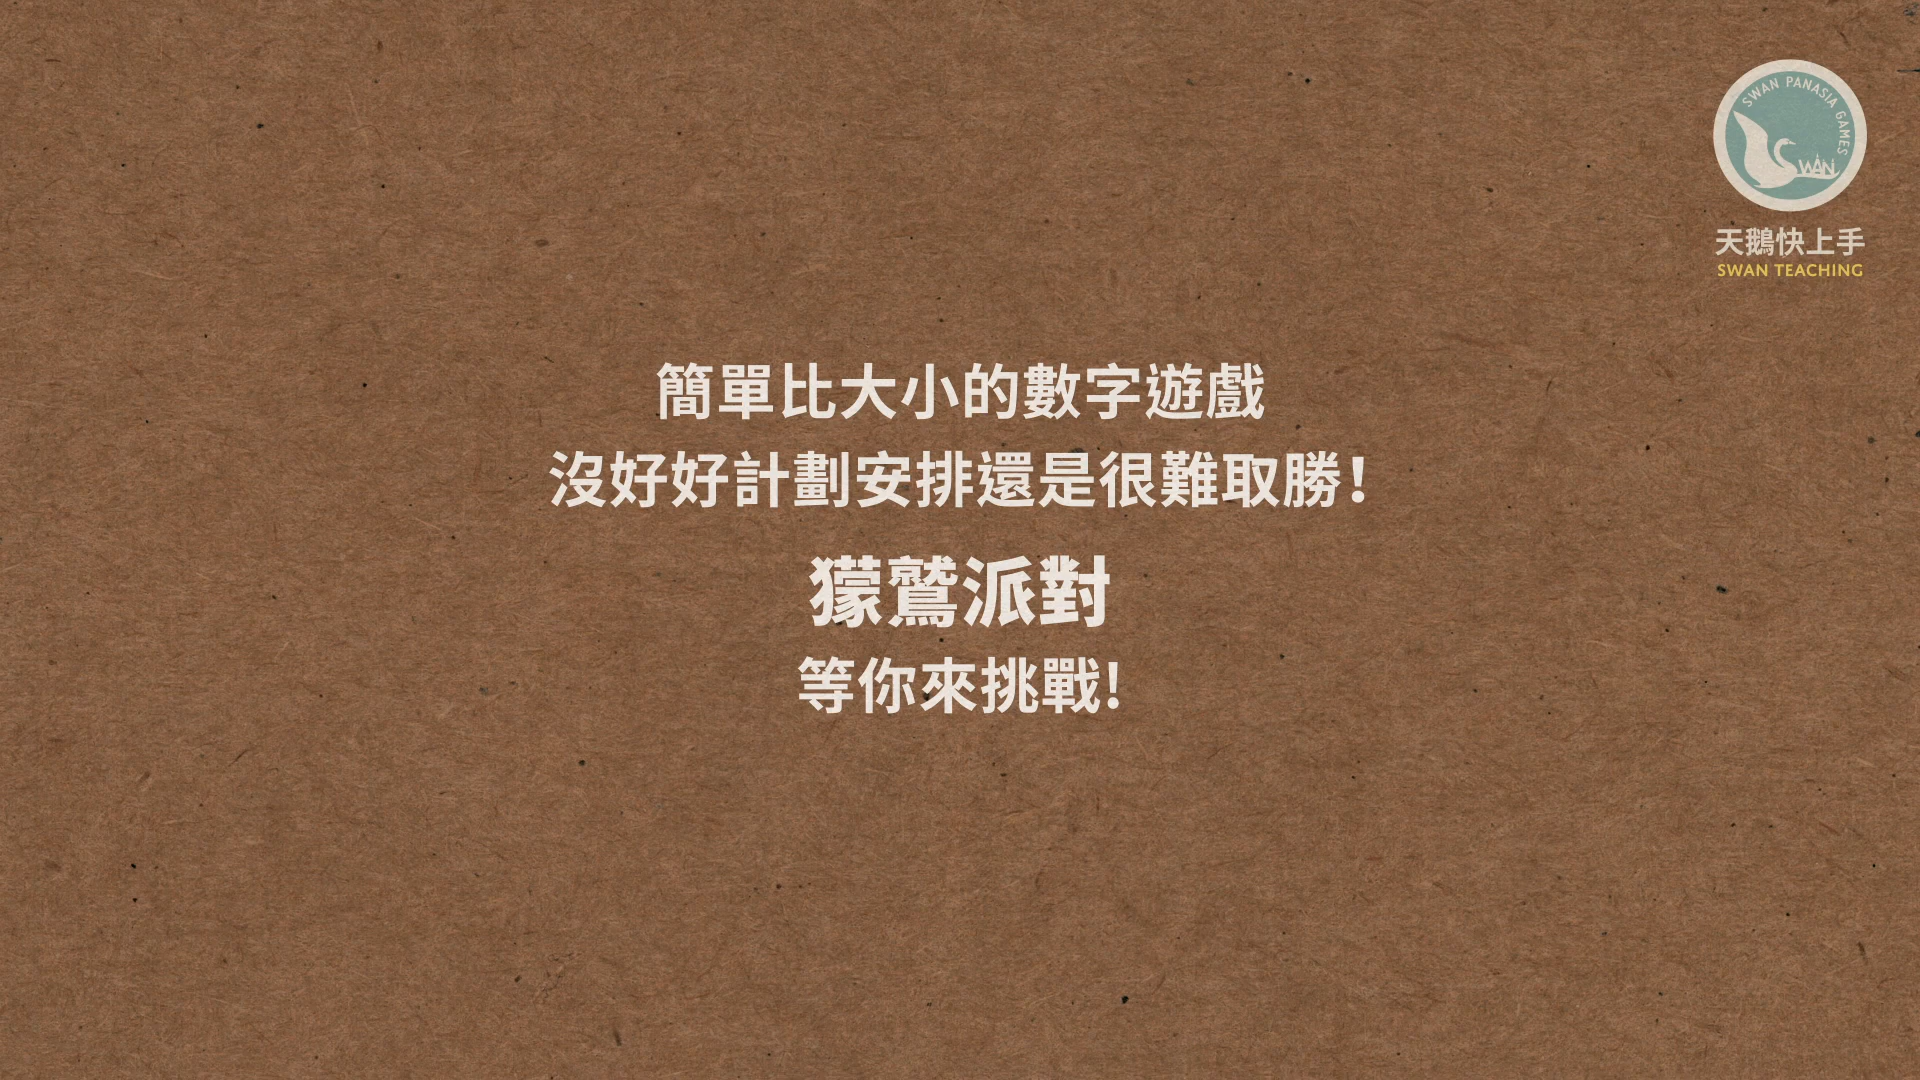 SWAN PANASIA GAMES
SWAN
天鵝快上手
SWAN TEACHING
簡單比大小的數字遊戲
沒好好計劃安排還是很難取勝！
獴鷲派對
等你來挑戰!